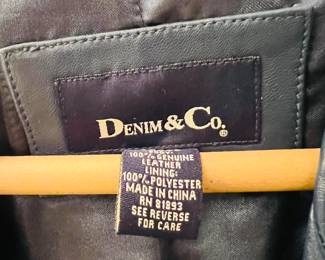 DENIM & CO.®
100% GENUINE
LEATHER
LINING:
100% POLYESTER
MADE IN CHINA
RN 81893
SEE REVERSE
FOR CARE